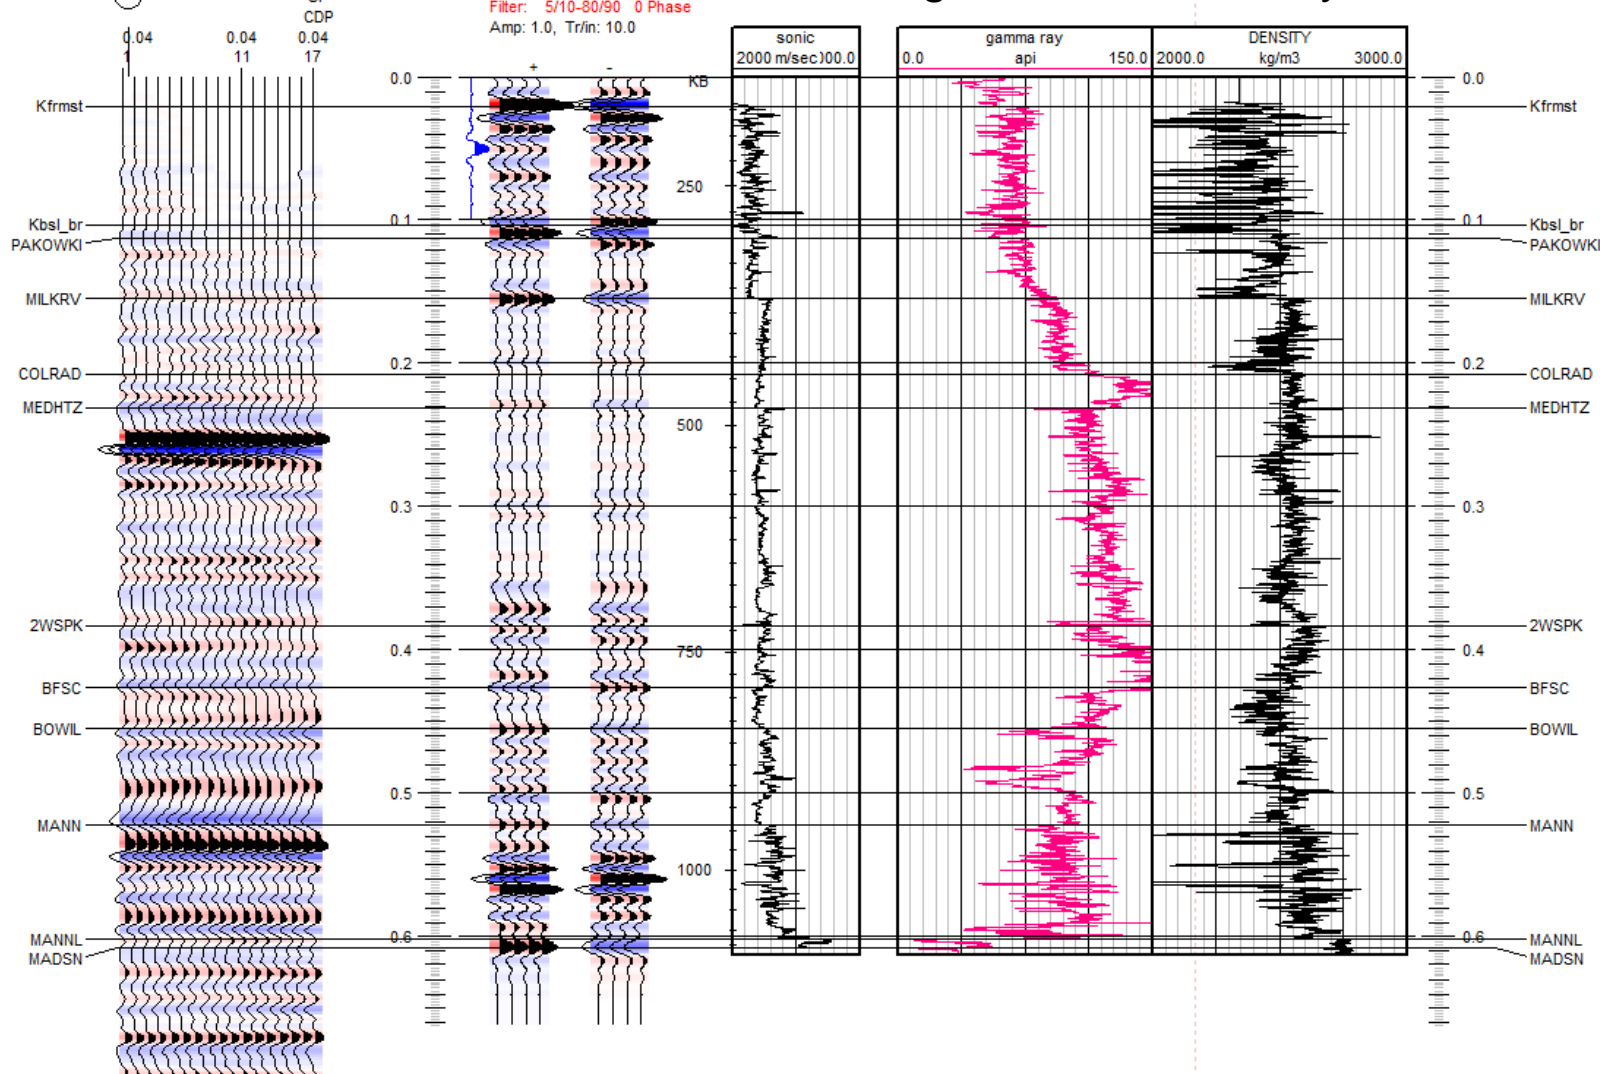 CDP
0.04 0.04 0.04
1 11 17
Filter: 5/10-80/90 0 Phase
Amp: 1.0, Tr/in: 10.0
+ -
sonic
2000 m/sec
gamma ray
0.0 api 150.0
DENSITY
2000.0 kg/m3 3000.0
0.0 KB 0.0
Kfrmst Kfrmst
250
Kbsl_br 0.1 0.1 Kbsl_br
PAKOWKI PAKOWKI
MILKRV MILKRV
0.2 0.2
COLRAD COLRAD
MEDHTZ MEDHTZ
500
0.3 0.3
2WSPK 2WSPK
0.4 750 0.4
BFSC BFSC
BOWIL BOWIL
0.5 0.5
MANN MANN
1000
MANNL 0.6 0.6 MANNL
MADSN MADSN